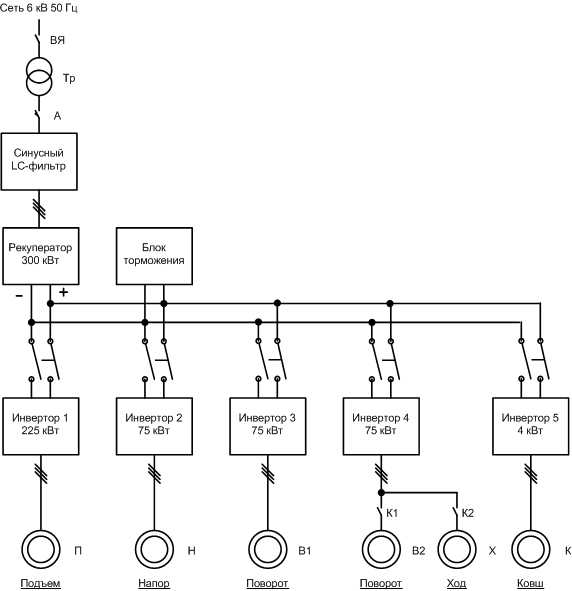 Сеть 6 кВ 50 Гц
ВЯ
Тр
А
Синусный
LC-фильтр
Рекуператор
300 кВт
Блок
торможения
– +
Инвертор 1
225 кВт
Инвертор 2
75 кВт
Инвертор 3
75 кВт
Инвертор 4
75 кВт
Инвертор 5
4 кВт
К1
К2
П
Н
В1
В2
Х
К
Подъем
Напор
Поворот
Поворот
Ход
Ковш